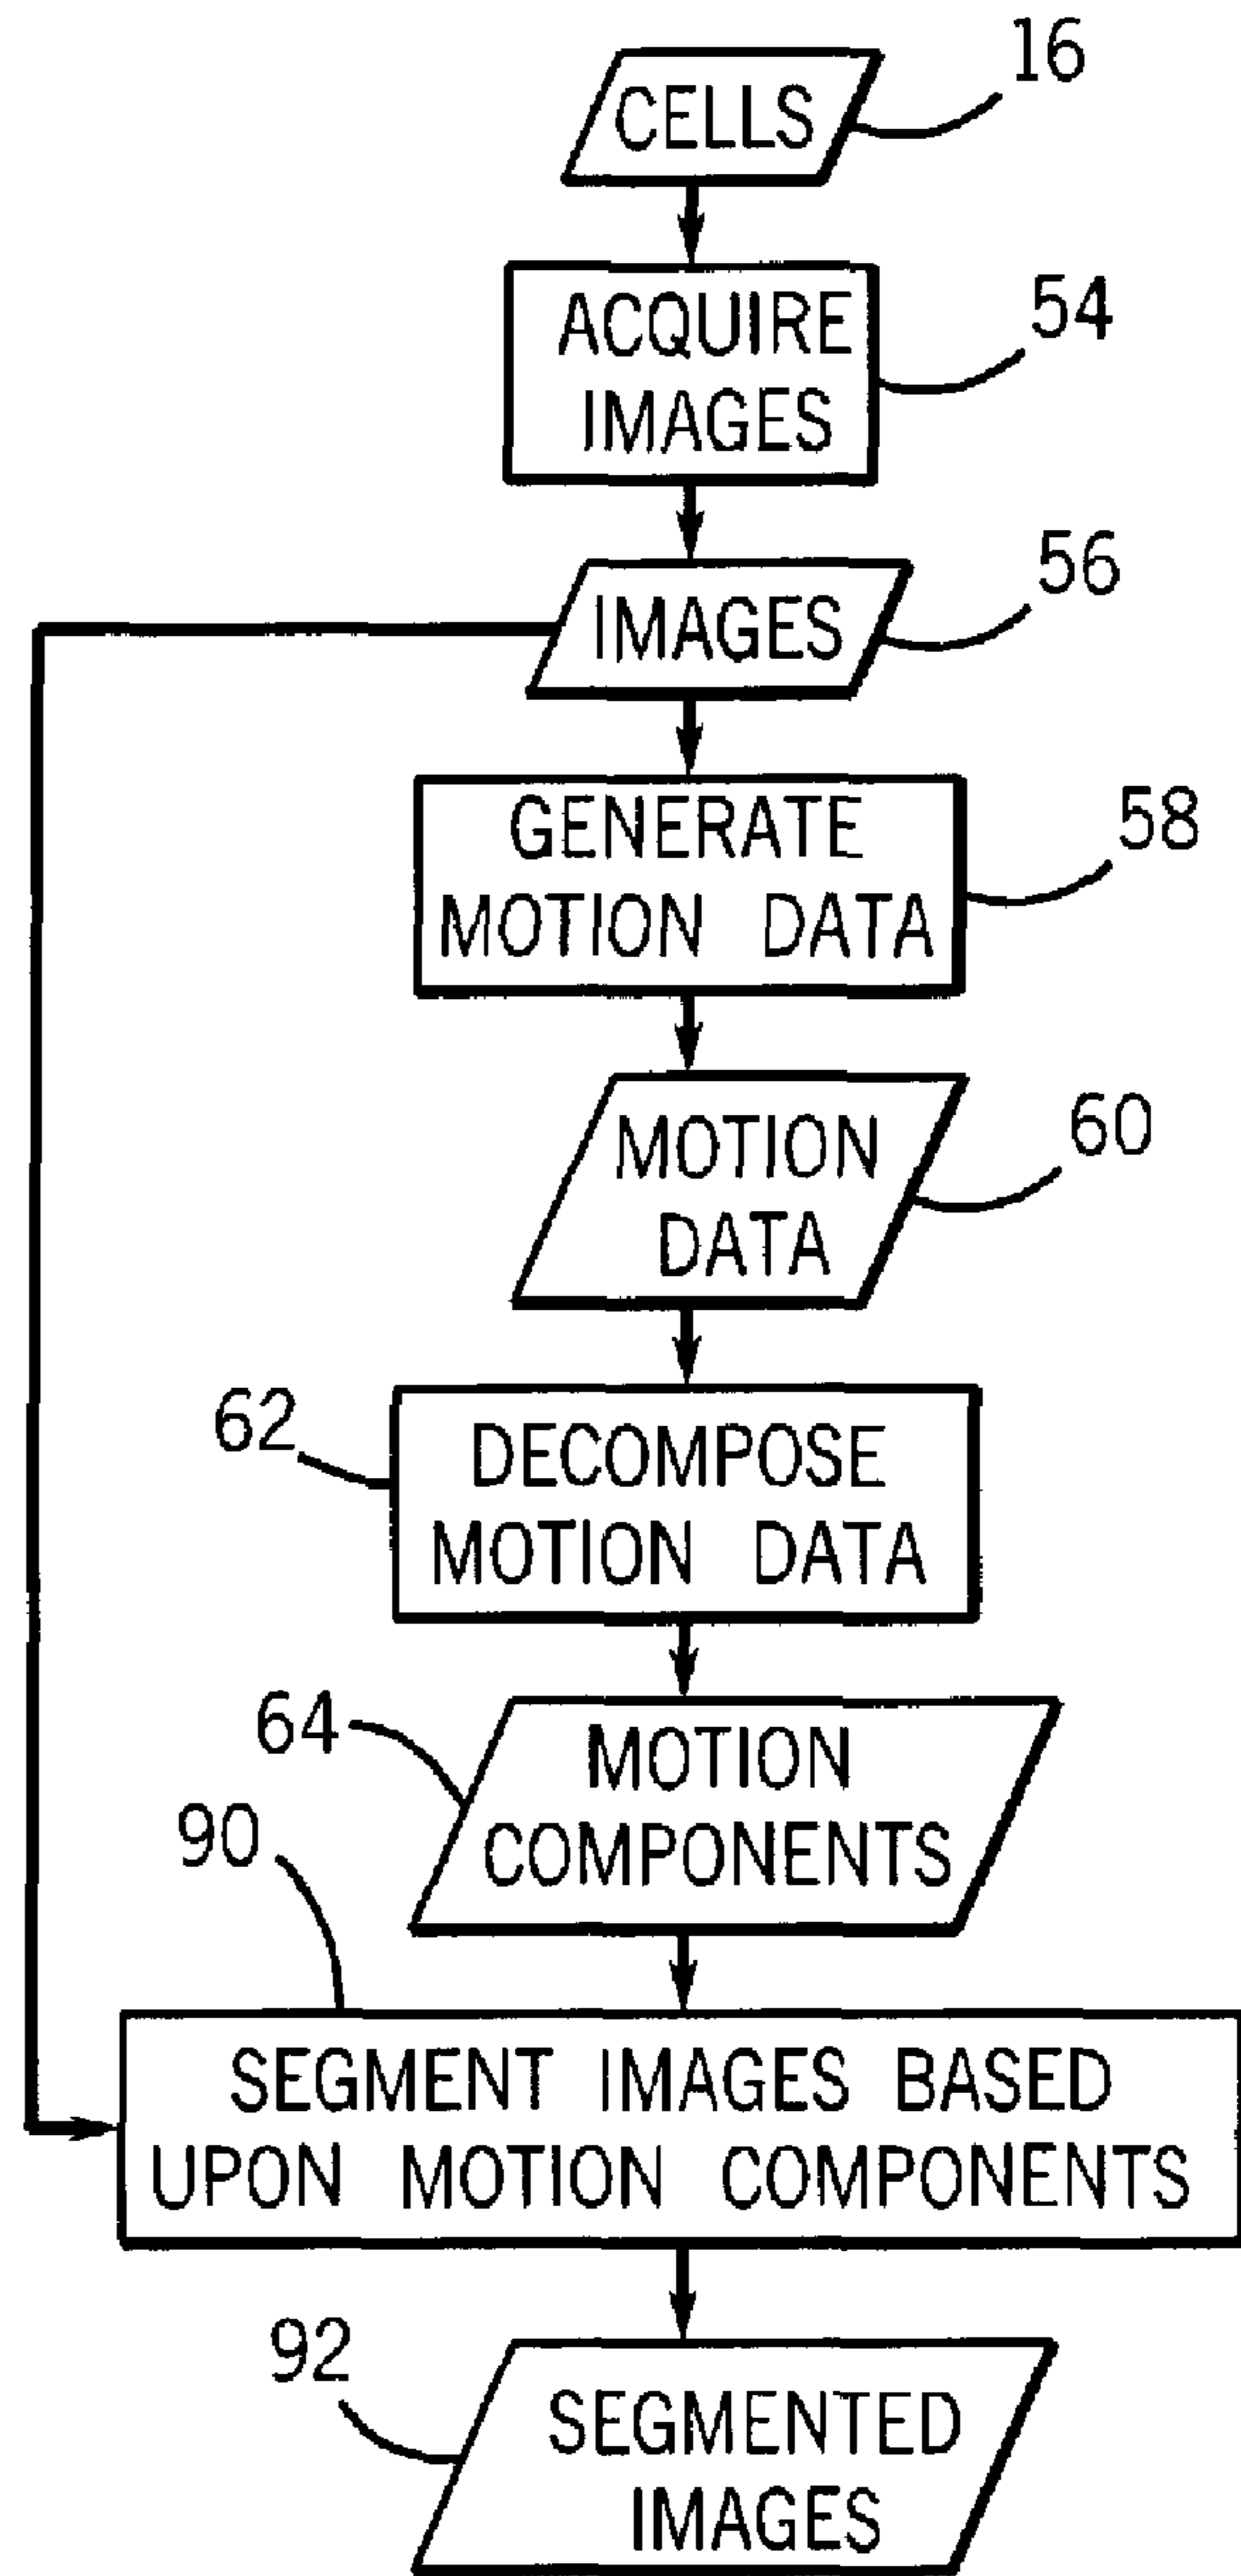 CELLS
16
ACQUIRE
IMAGES
54
IMAGES
56
GENERATE
MOTION DATA
58
MOTION
DATA
60
62
DECOMPOSE
MOTION DATA
64
MOTION
COMPONENTS
90
SEGMENT IMAGES BASED
UPON MOTION COMPONENTS
92
SEGMENTED
IMAGES